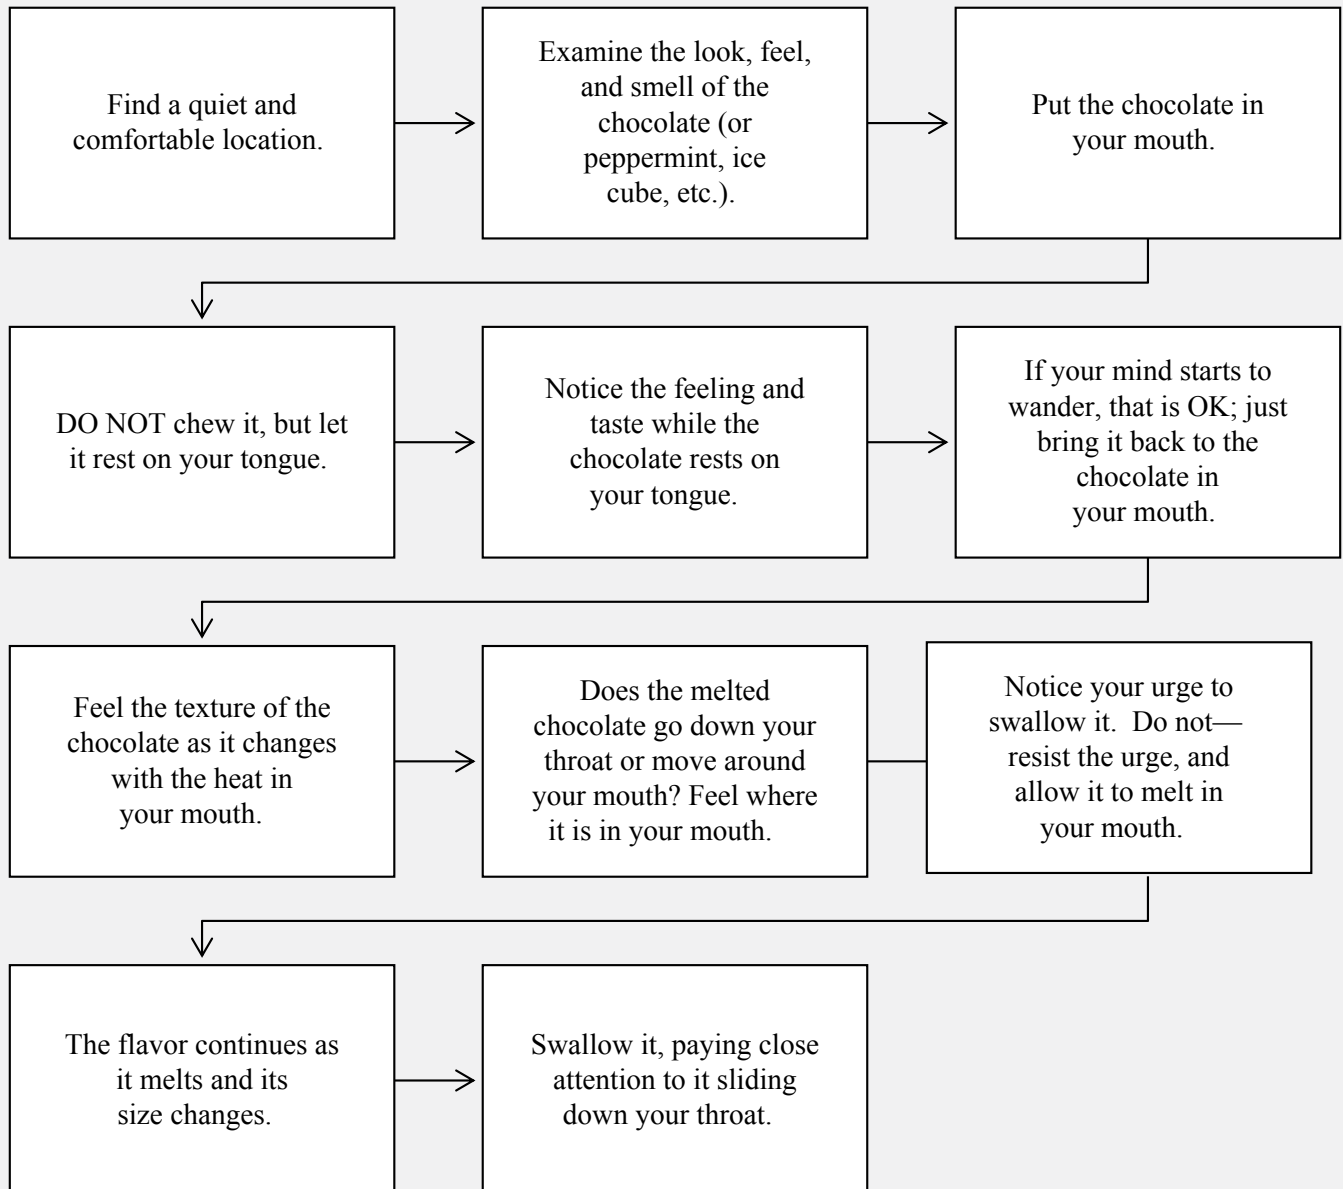 Find a quiet and
comfortable location.
Examine the look, feel,
and smell of the
chocolate (or
peppermint, ice
cube, etc.).
Put the chocolate in
your mouth.
DO NOT chew it, but let
it rest on your tongue.
Notice the feeling and
taste while the
chocolate rests on
your tongue.
If your mind starts to
wander, that is OK; just
bring it back to the
chocolate in
your mouth.
Feel the texture of the
chocolate as it changes
with the heat in
your mouth.
Does the melted
chocolate go down your
throat or move around
your mouth? Feel where
it is in your mouth.
Notice your urge to
swallow it.  Do not—
resist the urge, and
allow it to melt in
your mouth.
The flavor continues as
it melts and its
size changes.
Swallow it, paying close
attention to it sliding
down your throat.